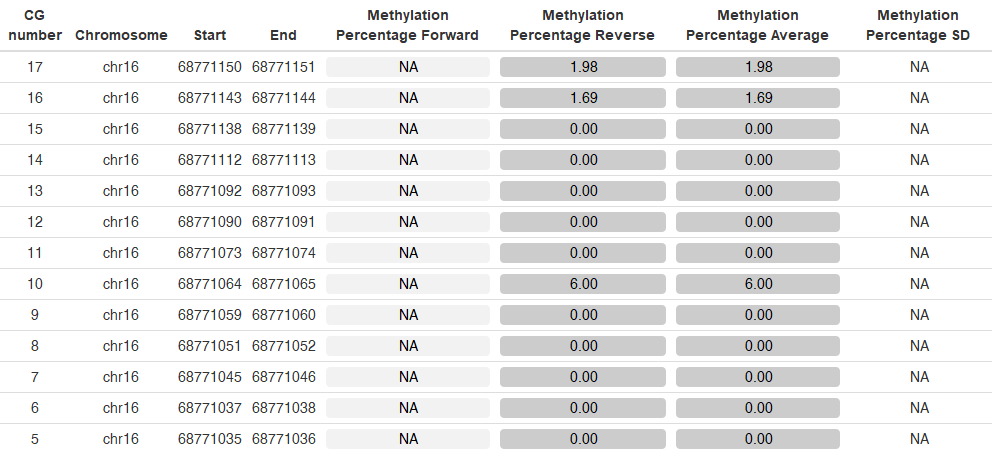 CG number Chromosome Start End Methylation Percentage Forward Methylation Percentage Reverse Methylation Percentage Average Methylation Percentage SD
17 chr16 68771150 68771151 NA 1.98 1.98 NA
16 chr16 68771143 68771144 NA 1.69 1.69 NA
15 chr16 68771138 68771139 NA 0.00 0.00 NA
14 chr16 68771112 68771113 NA 0.00 0.00 NA
13 chr16 68771092 68771093 NA 0.00 0.00 NA
12 chr16 68771090 68771091 NA 0.00 0.00 NA
11 chr16 68771073 68771074 NA 0.00 0.00 NA
10 chr16 68771064 68771065 NA 6.00 6.00 NA
9 chr16 68771059 68771060 NA 0.00 0.00 NA
8 chr16 68771051 68771052 NA 0.00 0.00 NA
7 chr16 68771045 68771046 NA 0.00 0.00 NA
6 chr16 68771037 68771038 NA 0.00 0.00 NA
5 chr16 68771035 68771036 NA 0.00 0.00 NA